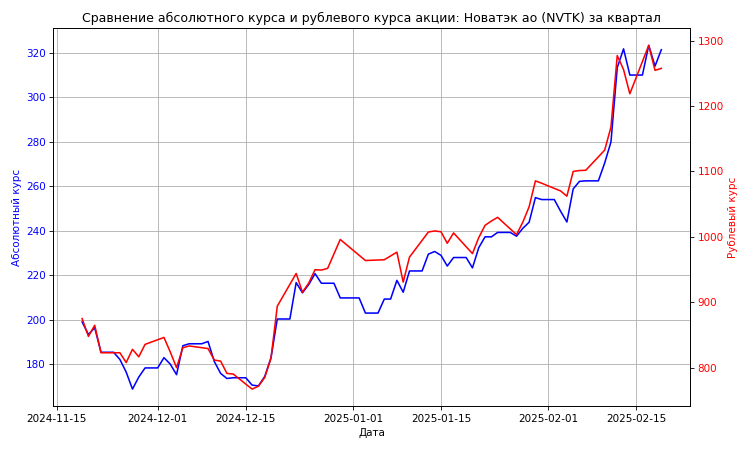 Сравнение абсолютного курса и рублевого курса акции: Новатэк ао (NVTK) за квартал
320
300
280
260
240
220
200
180
Абсолютный курс
1300
1200
1100
1000
900
800
Рублевый курс
2024-11-15 2024-12-01 2024-12-15 2025-01-01 2025-01-15 2025-02-01 2025-02-15
Дата